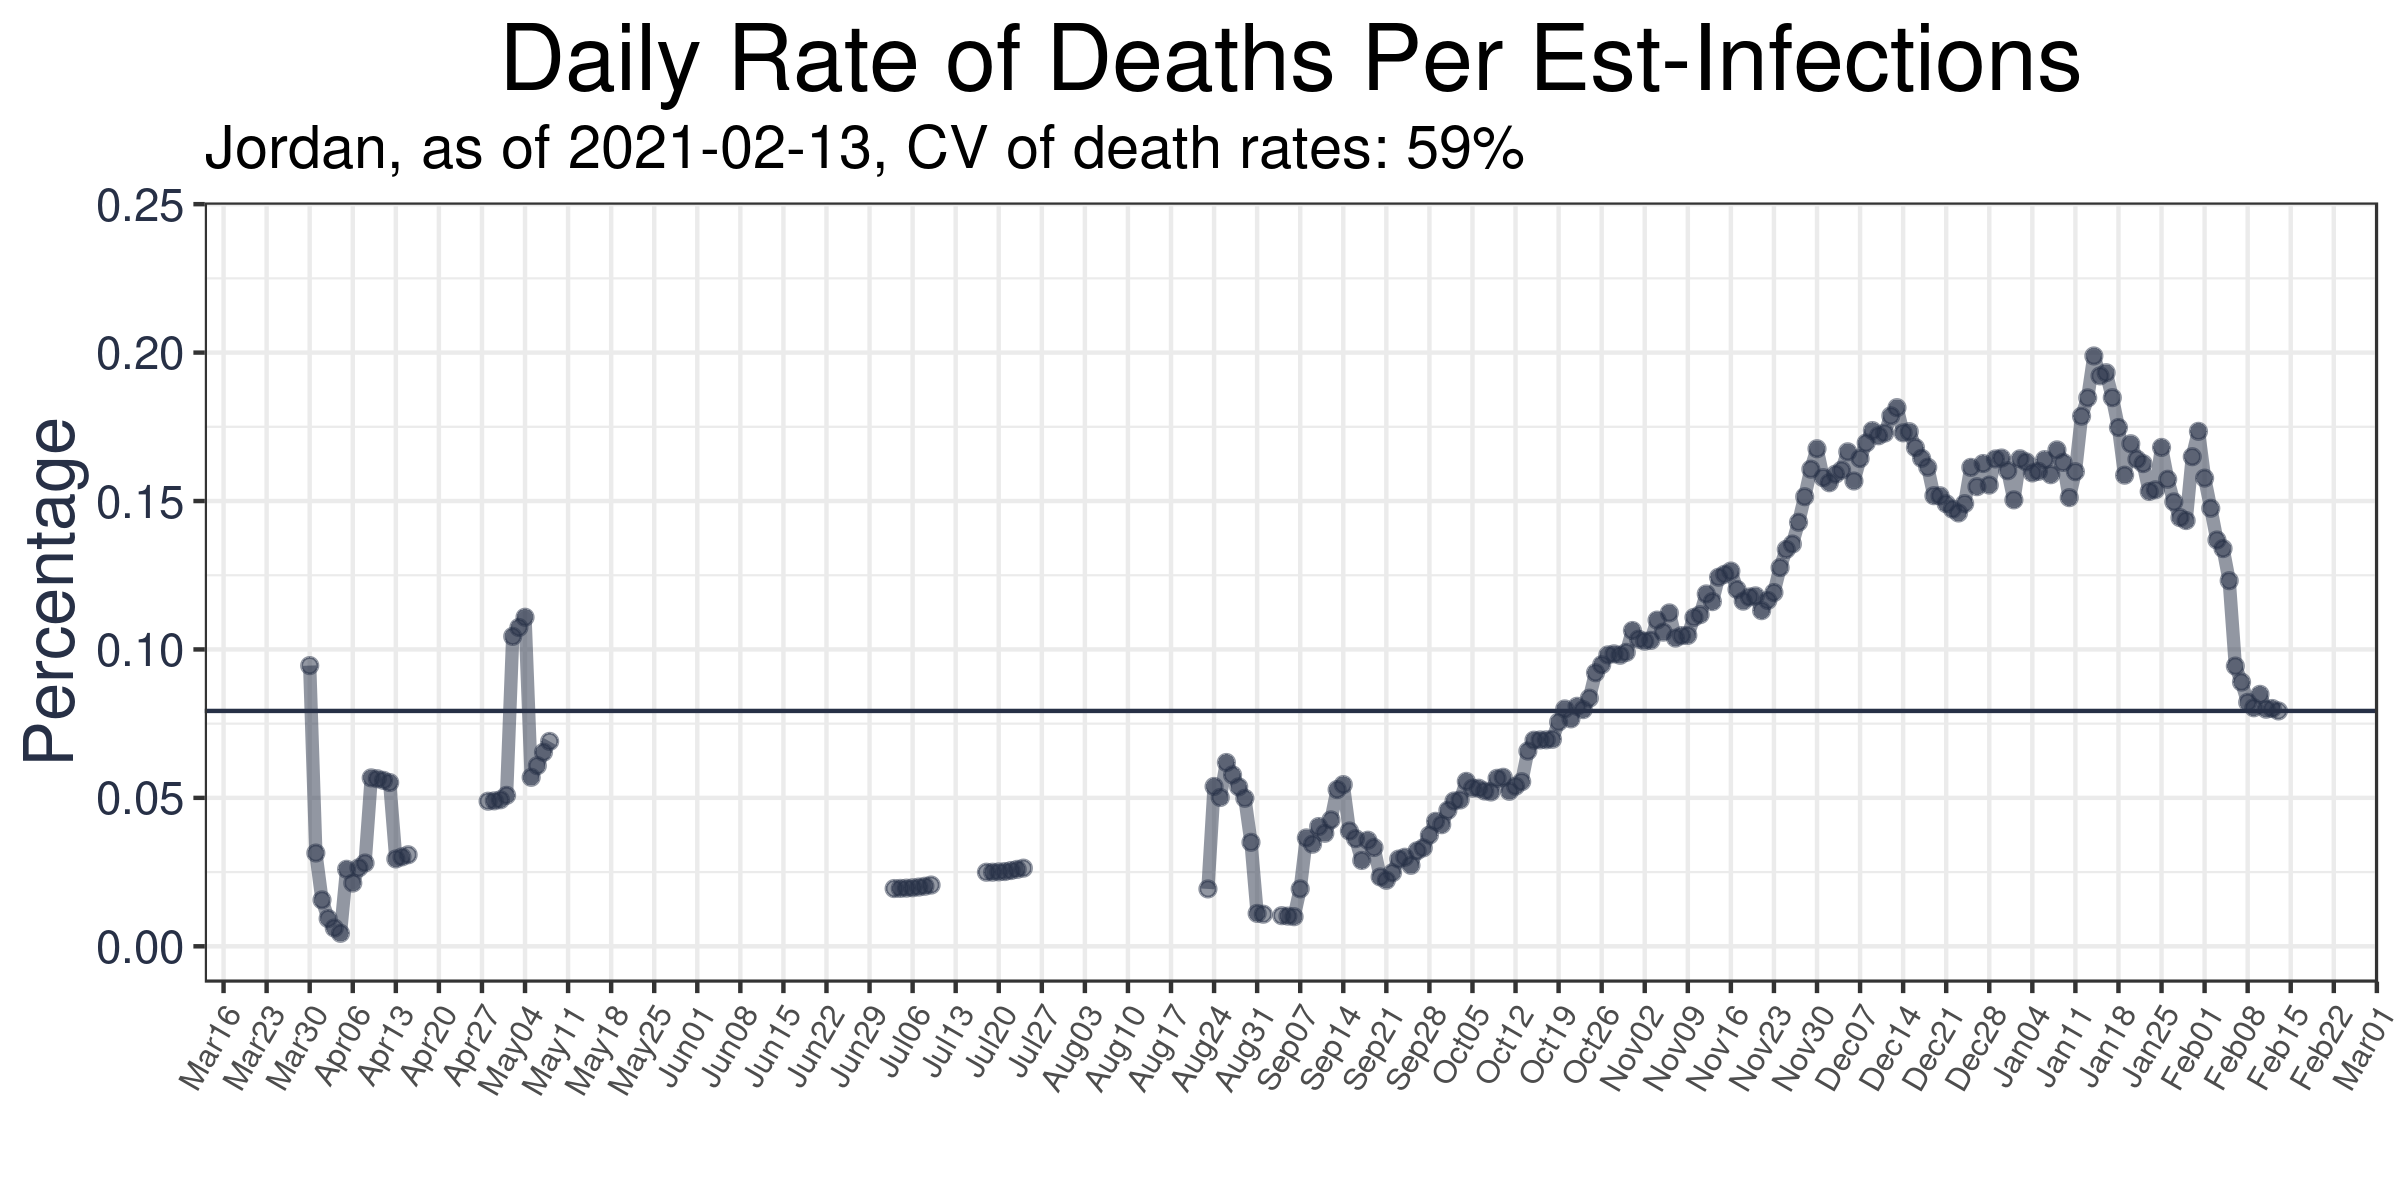 Daily Rate of Deaths Per Est-Infections
Jordan, as of 2021-02-13, CV of death rates: 59%
Percentage
0.25
0.20
0.15
0.10
0.05
0.00
Mar16
Mar23
Mar30
Apr06
Apr13
Apr20
Apr27
May04
May11
May18
May25
Jun01
Jun08
Jun15
Jun22
Jun29
Jul06
Jul13
Jul20
Jul27
Aug03
Aug10
Aug17
Aug24
Aug31
Sep07
Sep14
Sep21
Sep28
Oct05
Oct12
Oct19
Oct26
Nov02
Nov09
Nov16
Nov23
Nov30
Dec07
Dec14
Dec21
Dec28
Jan04
Jan11
Jan18
Jan25
Feb01
Feb08
Feb15
Feb22
Mar01